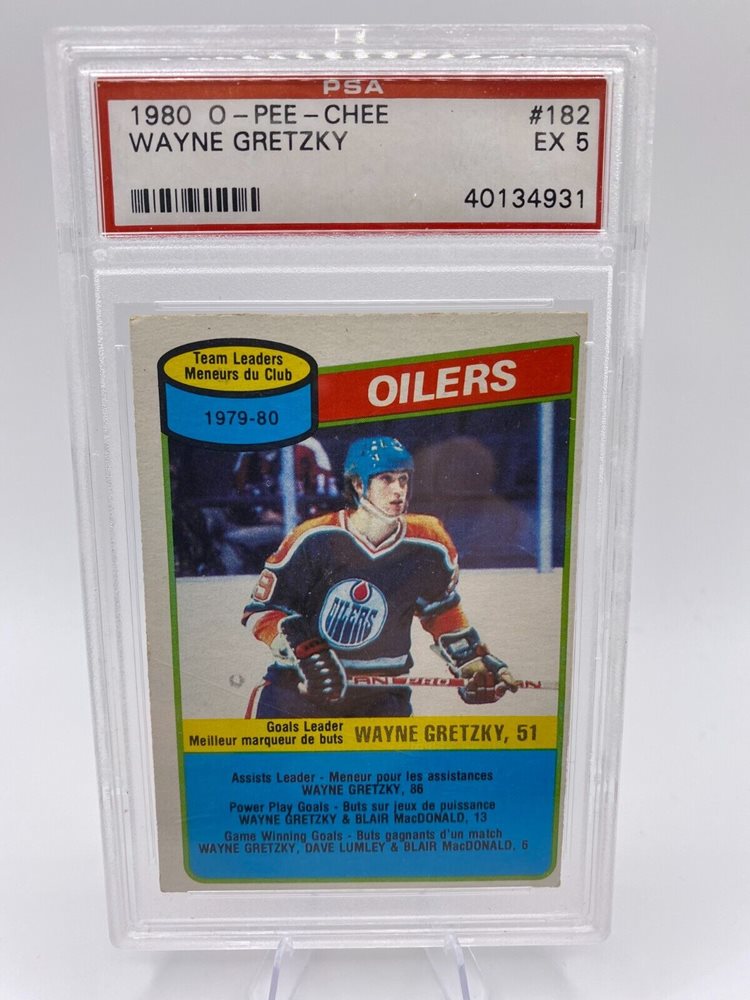 PSA
1980 O-PEE-CHEE #182
WAYNE GRETZKY EX 5
40134931
Team Leaders
Meneurs du Club
1979-80
OILERS
9
OILERS
Goals Leader
Meilleur marqueur de buts WAYNE GRETZKY, 51
Assists Leader - Meneur pour les assistances
WAYNE GRETZKY, 86
Power Play Goals - Buts sur jeux de puissance
WAYNE GRETZKY & BLAIR MacDONALD, 13
Game Winning Goals - Buts gagnants d'un match
WAYNE GRETZKY, DAVE LUMLEY & BLAIR MacDONALD, 6